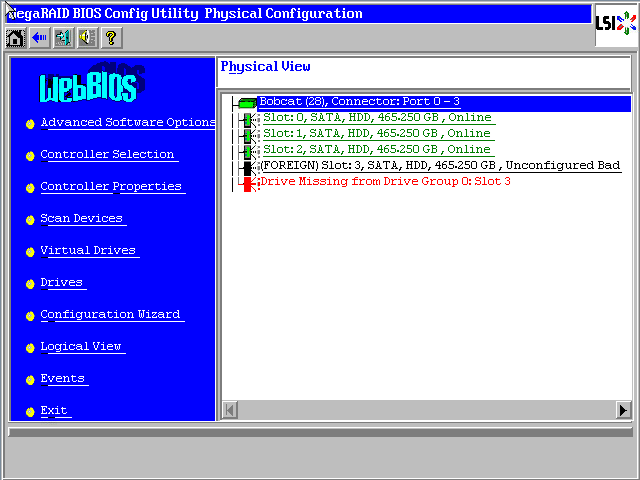 MegaRAID BIOS Config Utility Physical Configuration
LSI
WebBIOS
Physical View
Advanced Software Options
Controller Selection
Controller Properties
Scan Devices
Virtual Drives
Drives
Configuration Wizard
Logical View
Events
Exit
Bobcat (28), Connector: Port 0 - 3
Slot: 0, SATA, HDD, 465.250 GB , Online
Slot: 1, SATA, HDD, 465.250 GB , Online
Slot: 2, SATA, HDD, 465.250 GB , Online
(FOREIGN) Slot: 3, SATA, HDD, 465.250 GB , Unconfigured Bad
Drive Missing from Drive Group 0: Slot 3